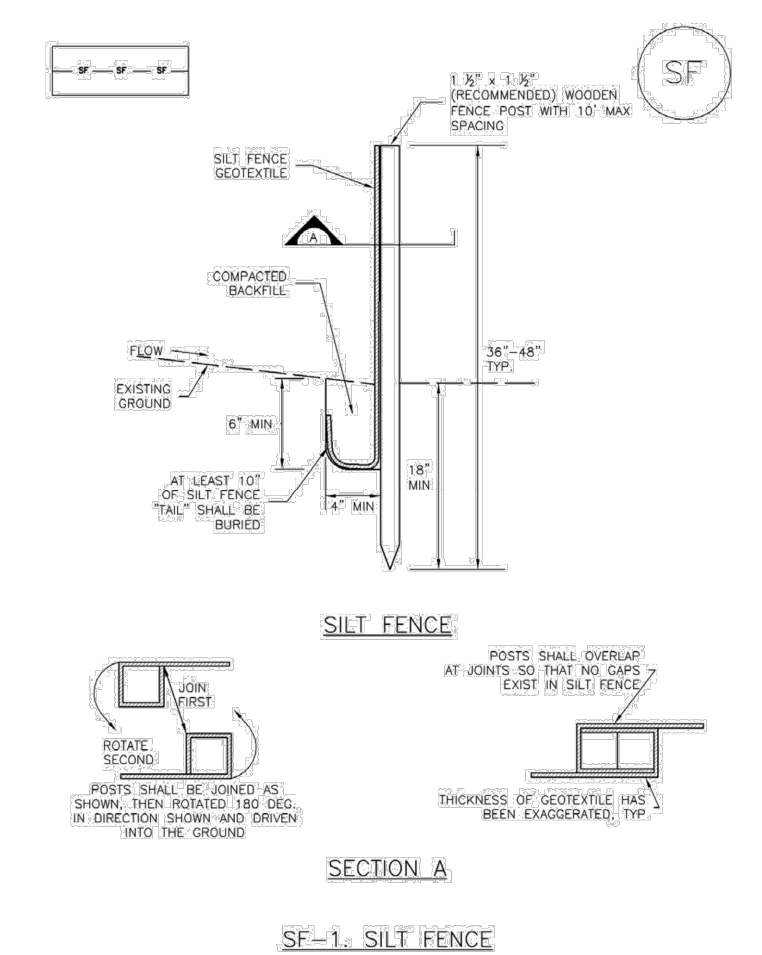 SF SF SF
SF
1 ½" x 1 ½"
(RECOMMENDED) WOODEN
FENCE POST WITH 10' MAX
SPACING
SILT FENCE
GEOTEXTILE
A
COMPACTED
BACKFILL
FLOW
36"-48"
TYP.
EXISTING
GROUND
6" MIN
18"
MIN
AT LEAST 10"
OF SILT FENCE
"TAIL" SHALL BE
BURIED
4" MIN
SILT FENCE
POSTS SHALL OVERLAP
AT JOINTS SO THAT NO GAPS
EXIST IN SILT FENCE
JOIN
FIRST
ROTATE
SECOND
POSTS SHALL BE JOINED AS
SHOWN, THEN ROTATED 180 DEG.
IN DIRECTION SHOWN AND DRIVEN
INTO THE GROUND
THICKNESS OF GEOTEXTILE HAS
BEEN EXAGGERATED, TYP
SECTION A
SF-1. SILT FENCE